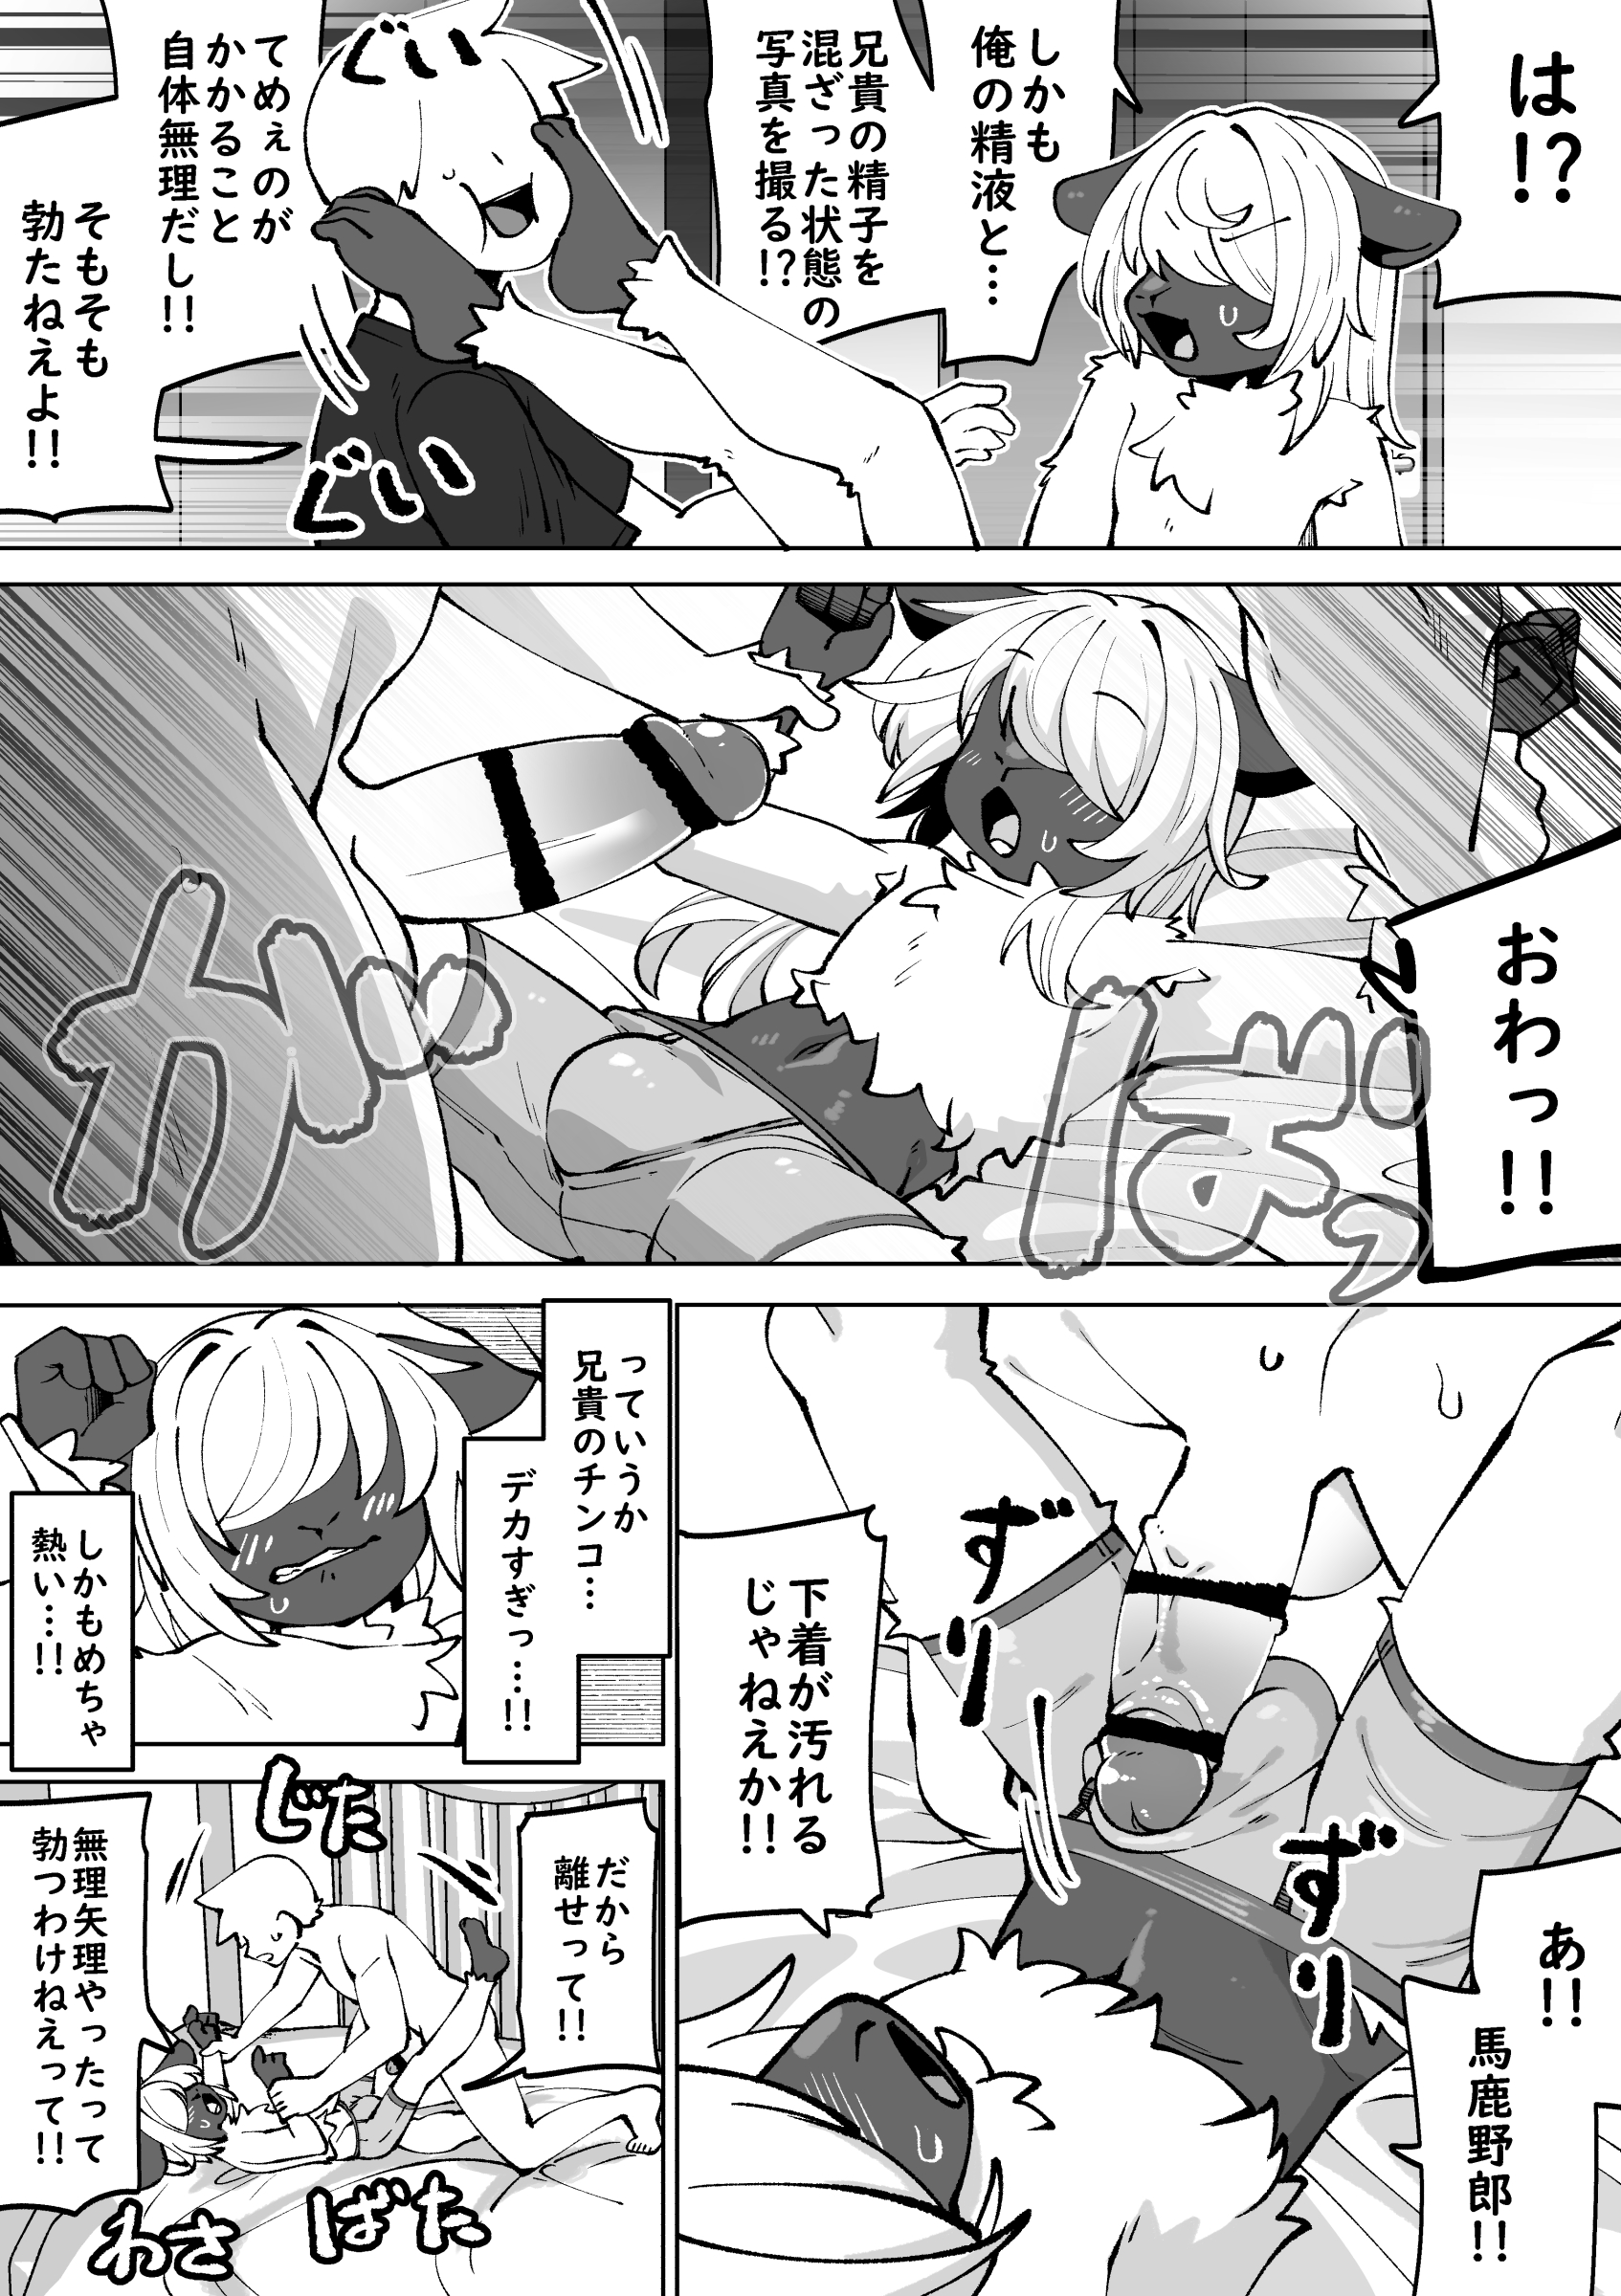 は!?
しかも
俺の精液と…
兄貴の精子を
混ざった状態の
写真を撮る!?
ぐい
てめぇのが
かかること
自体無理だし!!
そもそも
勃たねえよ!!
ぐい
おわっ!!
がばっ
あ!!
馬鹿野郎!!
ずり
ずり
下着が汚れる
じゃねえか!!
っていうか
兄貴のチンコ…
デカすぎっ…!!
しかもめちゃ
熱い…!!
だから
離せって!!
じた
ばた
わさ
無理矢理やったって
勃つわけねえって!!